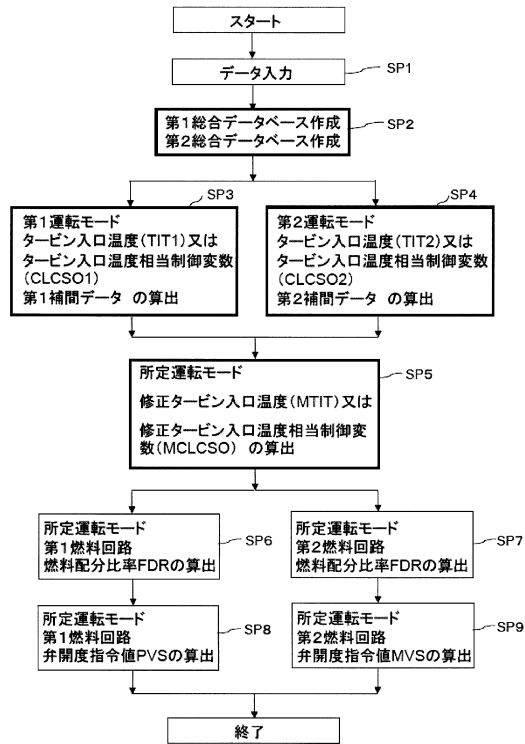 スタート
データ入力
SP1
第1総合データベース作成
第2総合データベース作成
SP2
SP3
第1運転モード
タービン入口温度(TIT1)又は
タービン入口温度相当制御変数
(CLCSO1)
第1補間データ の算出
SP4
第2運転モード
タービン入口温度(TIT2)又は
タービン入口温度相当制御変数
(CLCSO2)
第2補間データ の算出
所定運転モード
修正タービン入口温度(MTIT)又は
修正タービン入口温度相当制御変
数(MCLCSO) の算出
SP5
所定運転モード
第1燃料回路
燃料配分比率FDRの算出
SP6
所定運転モード
第2燃料回路
燃料配分比率FDRの算出
SP7
所定運転モード
第1燃料回路
弁開度指令値PVSの算出
SP8
所定運転モード
第2燃料回路
弁開度指令値MVSの算出
SP9
終了